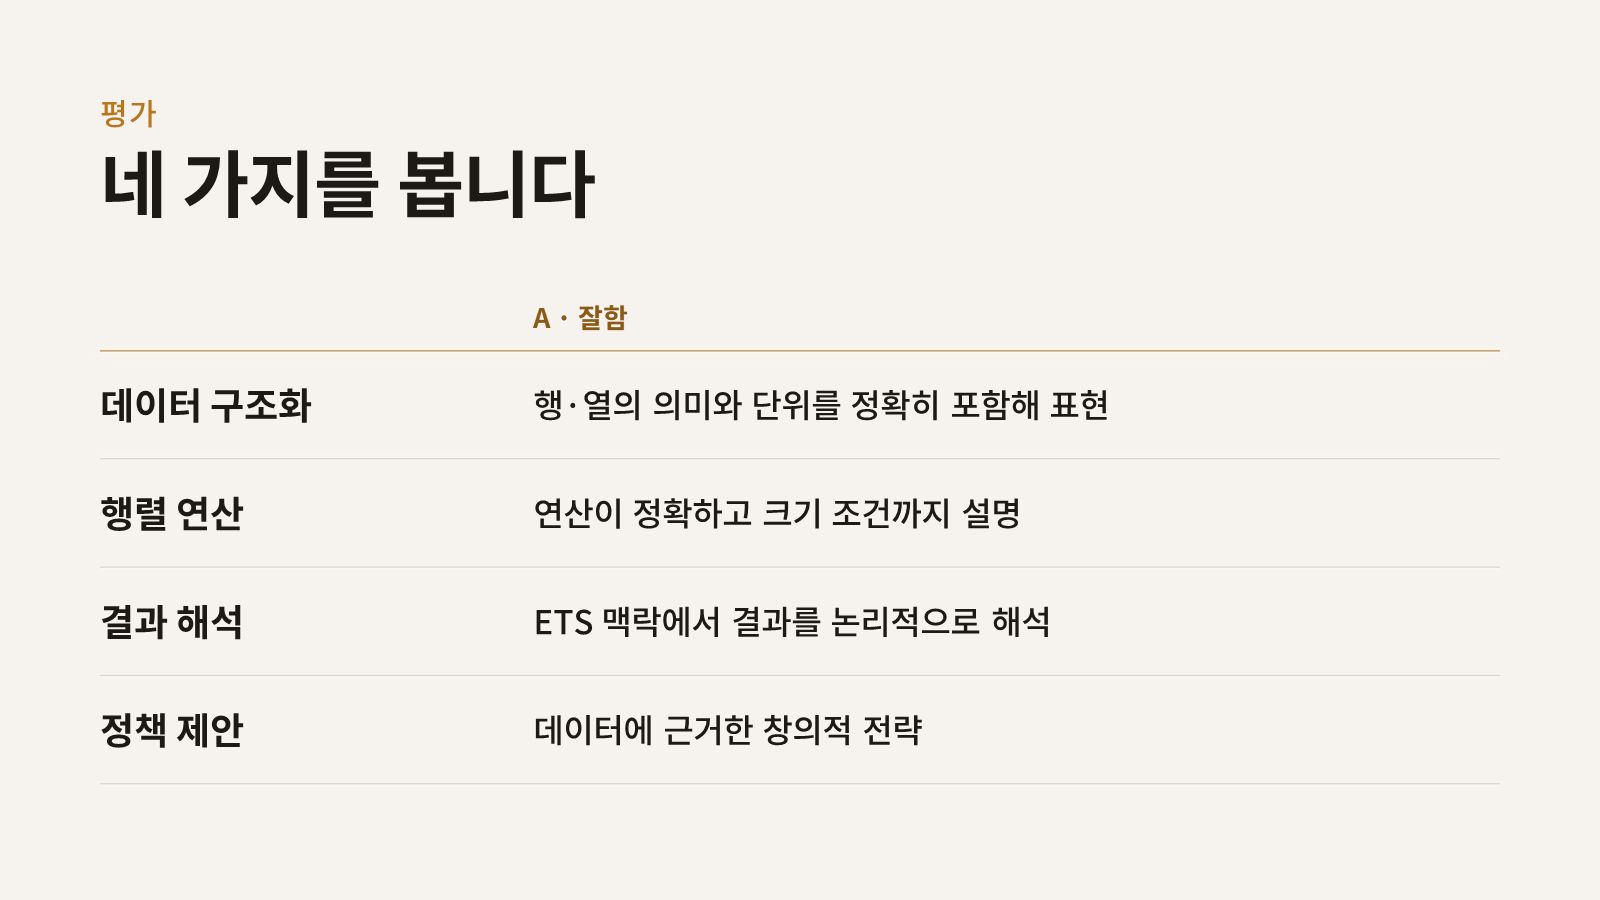 평가
네 가지를 봅니다
A · 잘함
데이터 구조화 행·열의 의미와 단위를 정확히 포함해 표현
행렬 연산 연산이 정확하고 크기 조건까지 설명
결과 해석 ETS 맥락에서 결과를 논리적으로 해석
정책 제안 데이터에 근거한 창의적 전략